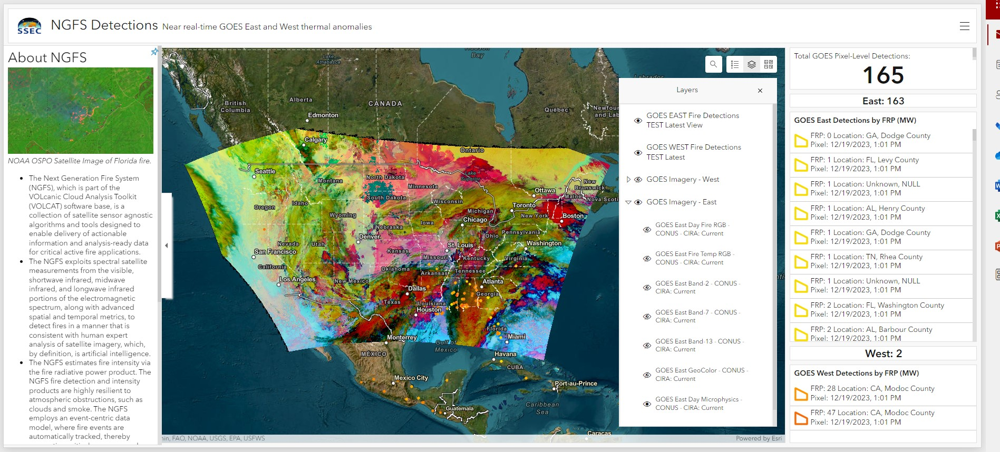 SSEC
NGFS Detections Near real-time GOES East and West thermal anomalies
About NGFS
NOAA OSPO Satellite Image of Florida fire.
The Next Generation Fire System
(NGFS), which is part of the
VOLcanic Cloud Analysis Toolkit
(VOLCAT) software base, is a
collection of satellite sensor agnostic
algorithms and tools designed to
enable delivery of actionable
information and analysis-ready data
for critical active fire applications.
The NGFS exploits spectral satellite
measurements from the visible,
shortwave infrared, midwave
infrared, and longwave infrared
portions of the electromagnetic
spectrum, along with advanced
spatial and temporal metrics, to
detect fires in a manner that is
consistent with human expert
analysis of satellite imagery, which,
by definition, is artificial intelligence.
The NGFS estimates fire intensity via
the fire radiative power product. The
NGFS fire detection and intensity
products are highly resilient to
atmospheric obstructions, such as
clouds and smoke. The NGFS
employs an event-centric data
model, where fire events are
automatically tracked, thereby
Hudson
Bay
Lake
Athabasca
Labrador
British
Columbia
Alberta
CANADA
Québec
Newfoun
and Lab
Edmonton
Calgary
Ontario
Seattle
Montana
North Dakota
Lake
Superior
Minnesota
South Dakota
Ottawa
New
Brunswick
Maine
Nova Scoti
Oregon
Idaho
Wyoming
Wisconsin
Toronto
Michigan
New York
Boston
Chicago
Iowa
Nebraska
Ohio
Pennsylvania
Denver
Nevada
Utah
San Francisco
Kansas
St. Louis
Washington
Missouri
Kentucky
Virginia
California
Oklahoma
Arkansas
Tennessee
Los Angeles
New Mexico
Atlanta
Dallas
Georgia
Texas
Louisiana
Houston
Florida
Miami
Monterrey
Gulf of
Mexico
MÉXICO
Havana
CUBA
Mexico City
Port-au-Prince
Guatemala
Caribbean
Sea
Caracas
nti
Layers
GOES EAST Fire Detections
TEST Latest View
GOES WEST Fire Detections
TEST Latest
GOES Imagery - West
GOES Imagery - East
GOES East Day Fire RGB -
CONUS - CIRA: Current
GOES East Fire Temp RGB -
CONUS - CIRA: Current
GOES East Band-2 - CONUS -
CIRA: Current
GOES East Band-7 - CONUS -
CIRA: Current
GOES East Band-13 - CONUS -
CIRA: Current
GOES East GeoColor - CONUS -
CIRA: Current
GOES East Day Microphysics -
CONUS - CIRA: Current
nin, FAO, NOAA, USGS, EPA, USFWS
Powered by Esri
Total GOES Pixel-Level Detections:
165
East: 163
GOES East Detections by FRP (MW)
FRP: 0 Location: GA, Dodge County
Pixel: 12/19/2023, 1:01 PM
FRP: 1 Location: FL, Levy County
Pixel: 12/19/2023, 1:01 PM
FRP: 1 Location: Unknown, NULL
Pixel: 12/19/2023, 1:01 PM
FRP: 1 Location: AL, Henry County
Pixel: 12/19/2023, 1:01 PM
FRP: 1 Location: GA, Dodge County
Pixel: 12/19/2023, 1:01 PM
FRP: 1 Location: TN, Rhea County
Pixel: 12/19/2023, 1:01 PM
FRP: 1 Location: Unknown, NULL
Pixel: 12/19/2023, 1:01 PM
FRP: 2 Location: FL, Washington County
Pixel: 12/19/2023, 1:01 PM
FRP: 2 Location: AL, Barbour County
Pixel: 12/19/2023, 1:01 PM
West: 2
GOES West Detections by FRP (MW)
FRP: 28 Location: CA, Modoc County
Pixel: 12/19/2023, 1:01 PM
FRP: 47 Location: CA, Modoc County
Pixel: 12/19/2023, 1:01 PM